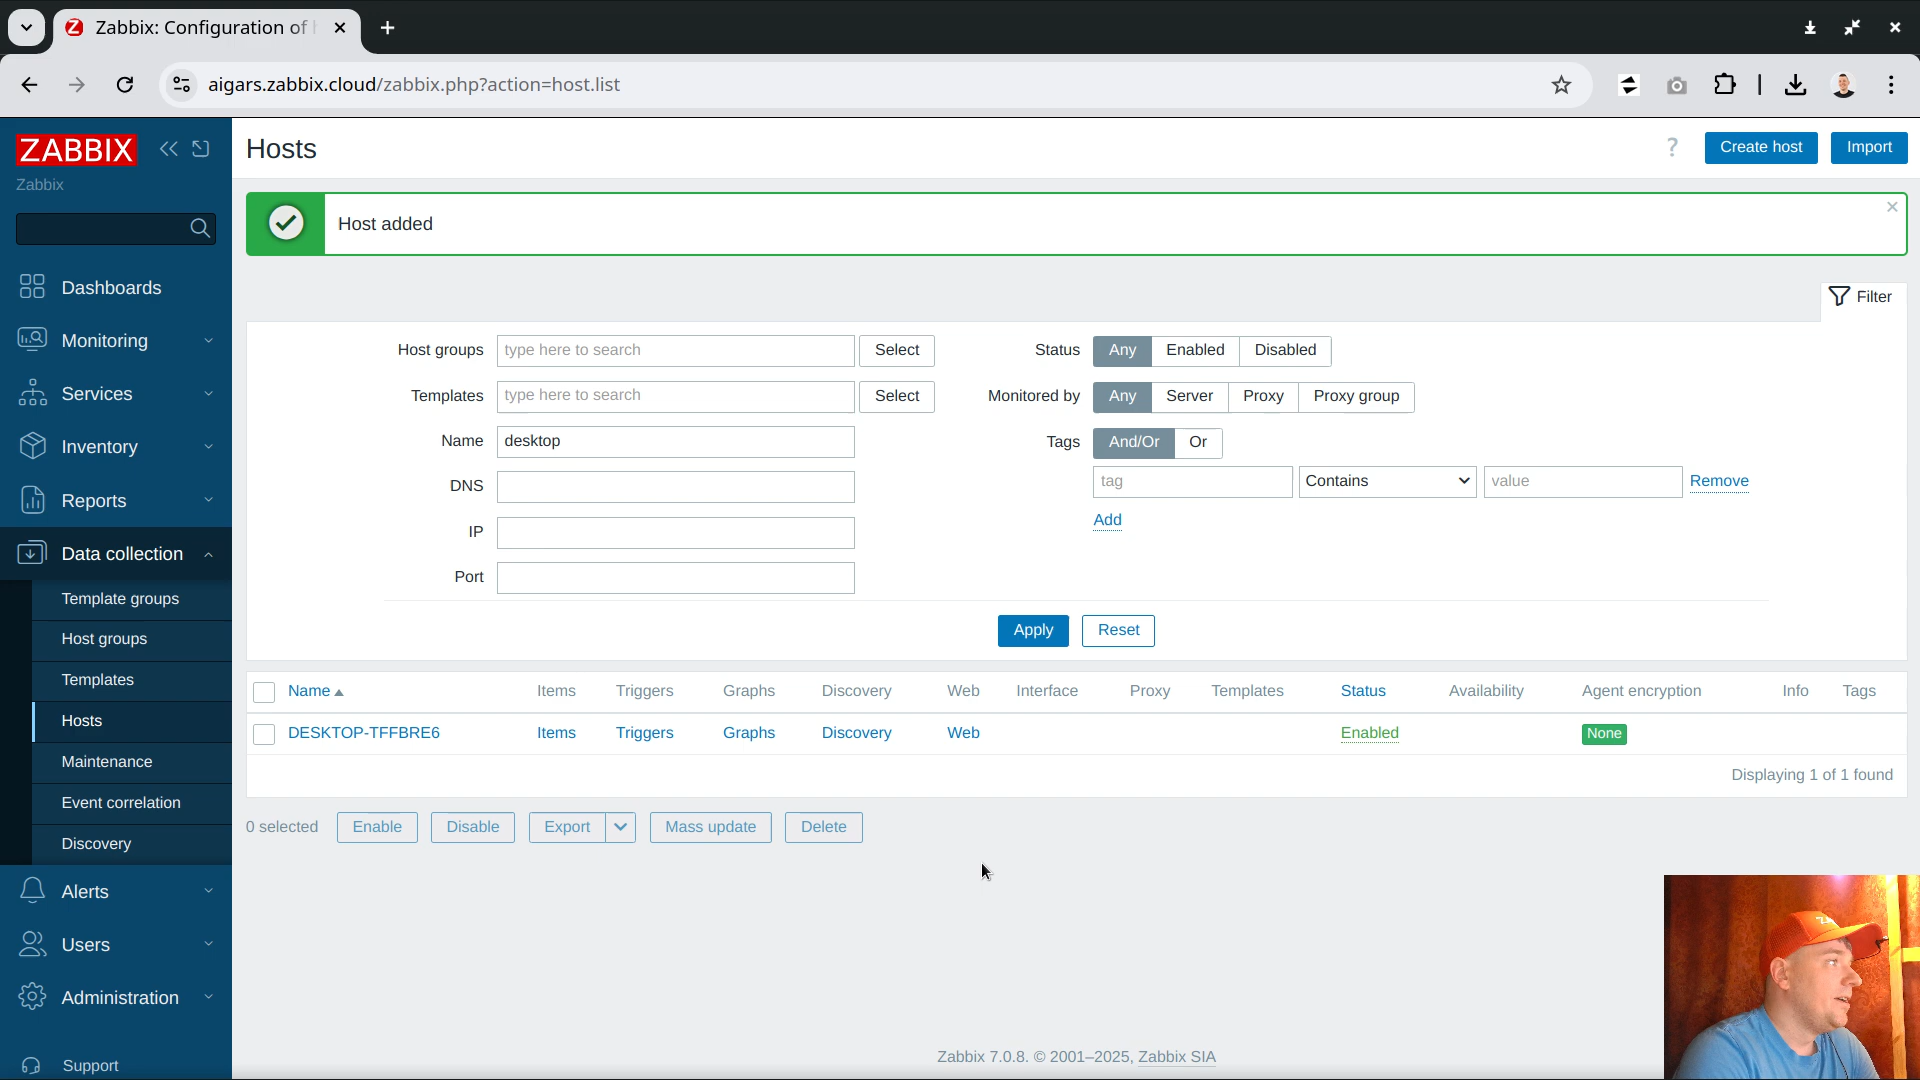 Zabbix: Configuration of
aigars.zabbix.cloud/zabbix.php?action=host.list
ZABBIX
Zabbix
Dashboards
Monitoring
Services
Inventory
Reports
Data collection
Template groups
Host groups
Templates
Hosts
Maintenance
Event correlation
Discovery
Alerts
Users
Administration
Support
Hosts
? Create host Import
Host added
Filter
Host groups type here to search Select
Templates type here to search Select
Name desktop
DNS
IP
Port
Status Any Enabled Disabled
Monitored by Any Server Proxy Proxy group
Tags And/Or Or
tag Contains value Remove
Add
Apply Reset
Name Items Triggers Graphs Discovery Web Interface Proxy Templates Status Availability Agent encryption Info Tags
DESKTOP-TFFBRE6 Items Triggers Graphs Discovery Web Enabled None
Displaying 1 of 1 found
0 selected Enable Disable Export Mass update Delete
Zabbix 7.0.8. © 2001–2025, Zabbix SIA